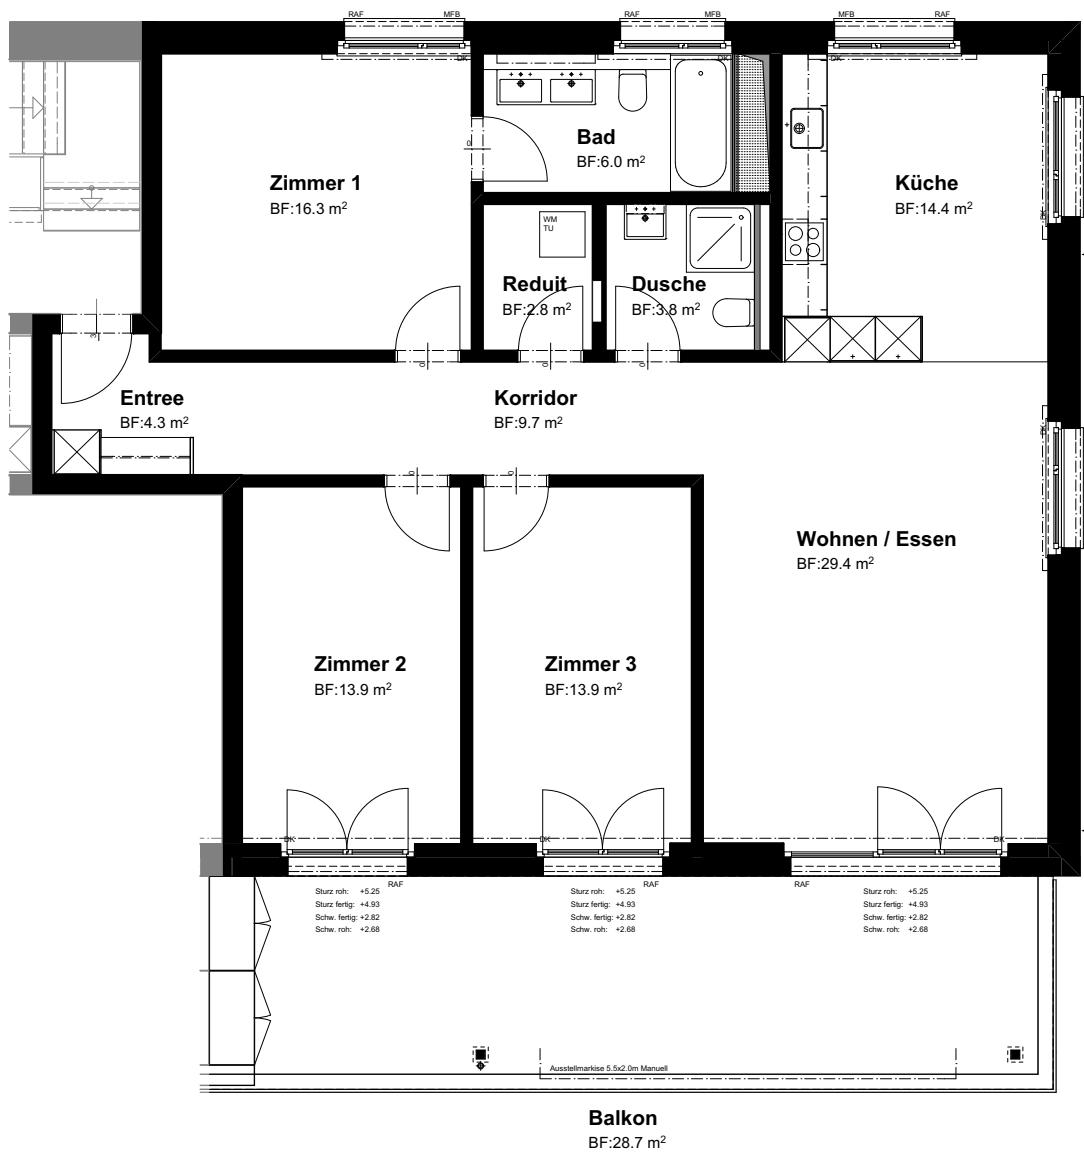 RAF MFB
RAF MFB
MFB RAF
DK
DK
DK
Bad
BF:6.0 m²
Zimmer 1
BF:16.3 m²
Küche
BF:14.4 m²
DK
WM
TU
Reduit
BF:2.8 m²
Dusche
BF:3.8 m²
Entree
BF:4.3 m²
Korridor
BF:9.7 m²
DK
Wohnen / Essen
BF:29.4 m²
Zimmer 2
BF:13.9 m²
Zimmer 3
BF:13.9 m²
DK
DK
DK
RAF
RAF
RAF
Sturz roh: +5.25
Sturz fertig: +4.93
Schw. fertig: +2.82
Schw. roh: +2.68
Sturz roh: +5.25
Sturz fertig: +4.93
Schw. fertig: +2.82
Schw. roh: +2.68
Sturz roh: +5.25
Sturz fertig: +4.93
Schw. fertig: +2.82
Schw. roh: +2.68
Ausstellmarkise 5.5x2.0m Manuell
Balkon
BF:28.7 m²